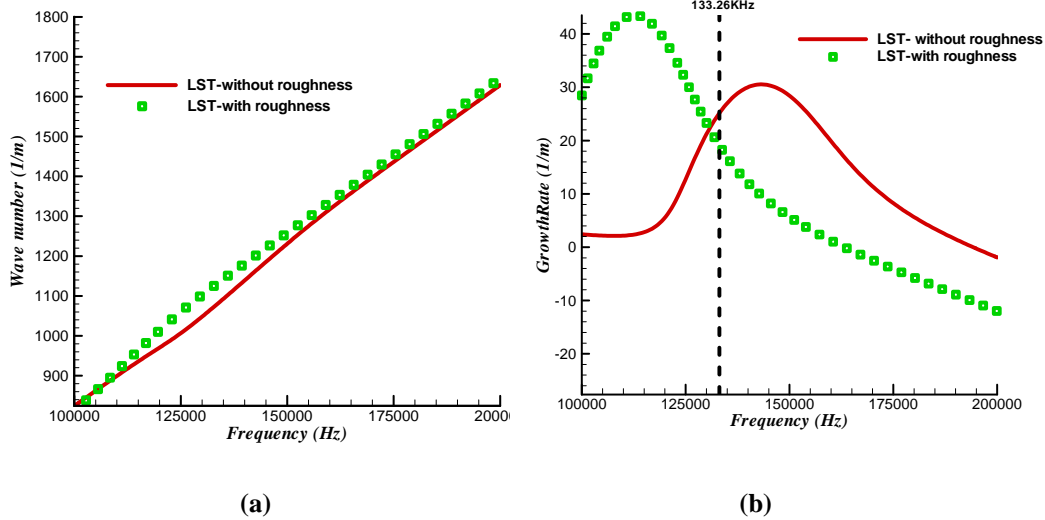 133.26KHz
1800
1700
1600
1500
1400
1300
1200
1100
1000
900
Wave number (1/m)
LST-without roughness
LST-with roughness
100000 125000 150000 175000 20000
Frequency (Hz)
40
30
20
10
0
-10
-20
GrowthRate (1/m)
LST- without roughness
LST-with roughness
100000 125000 150000 175000 200000
Frequency (Hz)
(a)
(b)